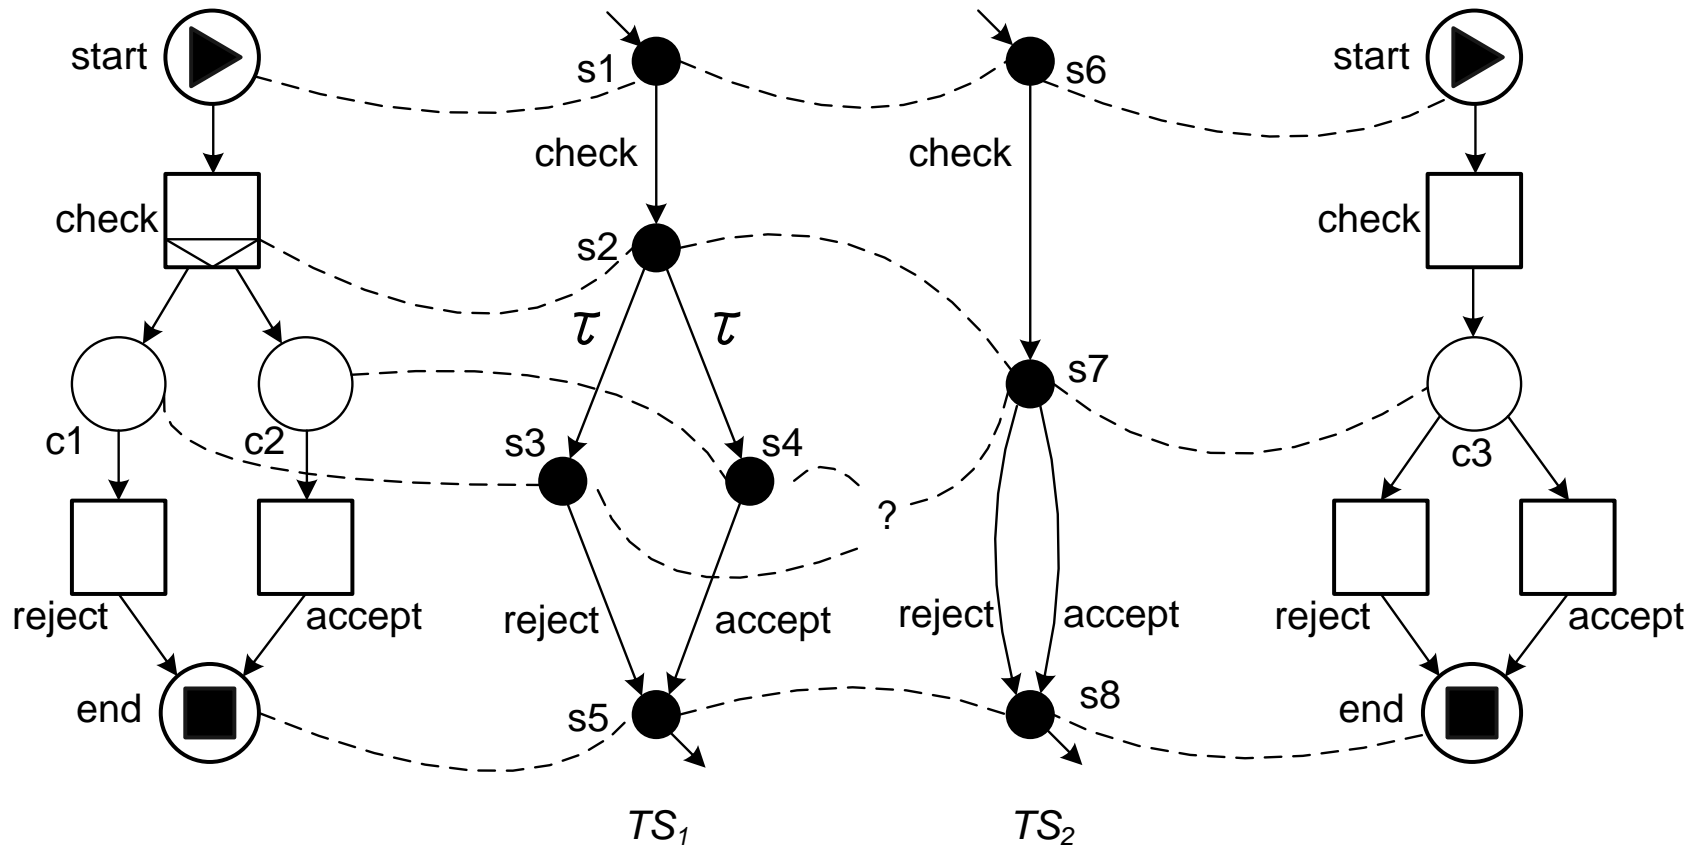 start
s1
s6
start
check
check
check
check
s2
τ
τ
s7
c1
c2
s3
s4
c3
?
reject
accept
reject
accept
reject
accept
reject
accept
end
s5
s8
end
TS1
TS2